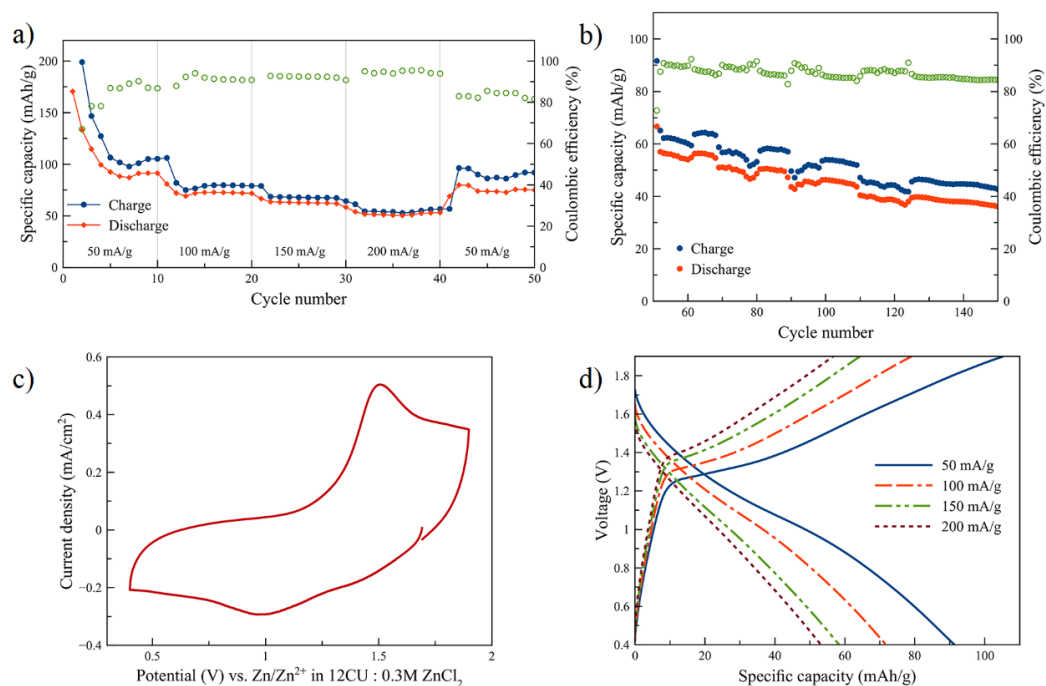 a)
Specific capacity (mAh/g)
200
150
100
50
0
Charge
Discharge
50 mA/g
100 mA/g
150 mA/g
200 mA/g
50 mA/g
0
10
20
30
40
50
Cycle number
100
80
60
40
20
0
Coulombic efficiency (%)
b)
Specific capacity (mAh/g)
100
80
60
40
20
0
Charge
Discharge
60
80
100
120
140
Cycle number
100
80
60
40
20
0
Coulombic efficiency (%)
c)
Current density (mA/cm²)
0.6
0.4
0.2
0
−0.2
−0.4
0.5
1
1.5
2
Potential (V) vs. Zn/Zn²⁺ in 12CU : 0.3M ZnCl₂
d)
Voltage (V)
1.8
1.6
1.4
1.2
1
0.8
0.6
0.4
50 mA/g
100 mA/g
150 mA/g
200 mA/g
0
20
40
60
80
100
Specific capacity (mAh/g)